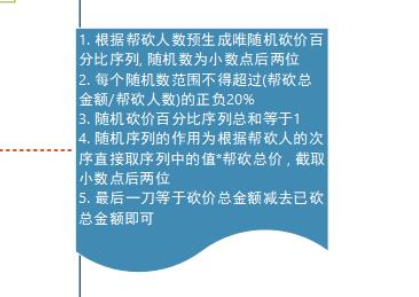 1. 根据帮砍人数预生成唯随机砍价百
分比序列, 随机数为小数点后两位
2. 每个随机数范围不得超过(帮砍总
金额/帮砍人数)的正负20%
3. 随机砍价百分比序列总和等于1
4. 随机序列的作用为根据帮砍人的次
序直接取序列中的值*帮砍总价，截取
小数点后两位
5. 最后一刀等于砍价总金额减去已砍
总金额即可